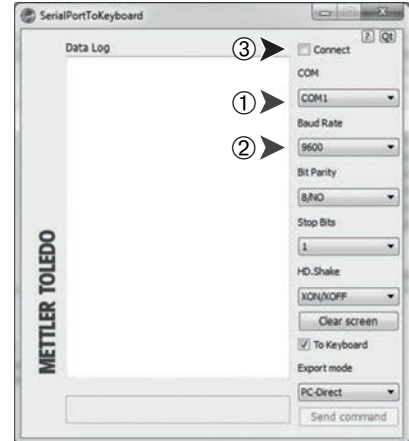 SerialPortToKeyboard
? Qt
Data Log
③ Connect
COM
① COM1
Baud Rate
② 9600
Bit Parity
8/NO
Stop Bits
1
HD.Shake
XON/XOFF
Clear screen
To Keyboard
Export mode
PC-Direct
Send command
METTLER TOLEDO